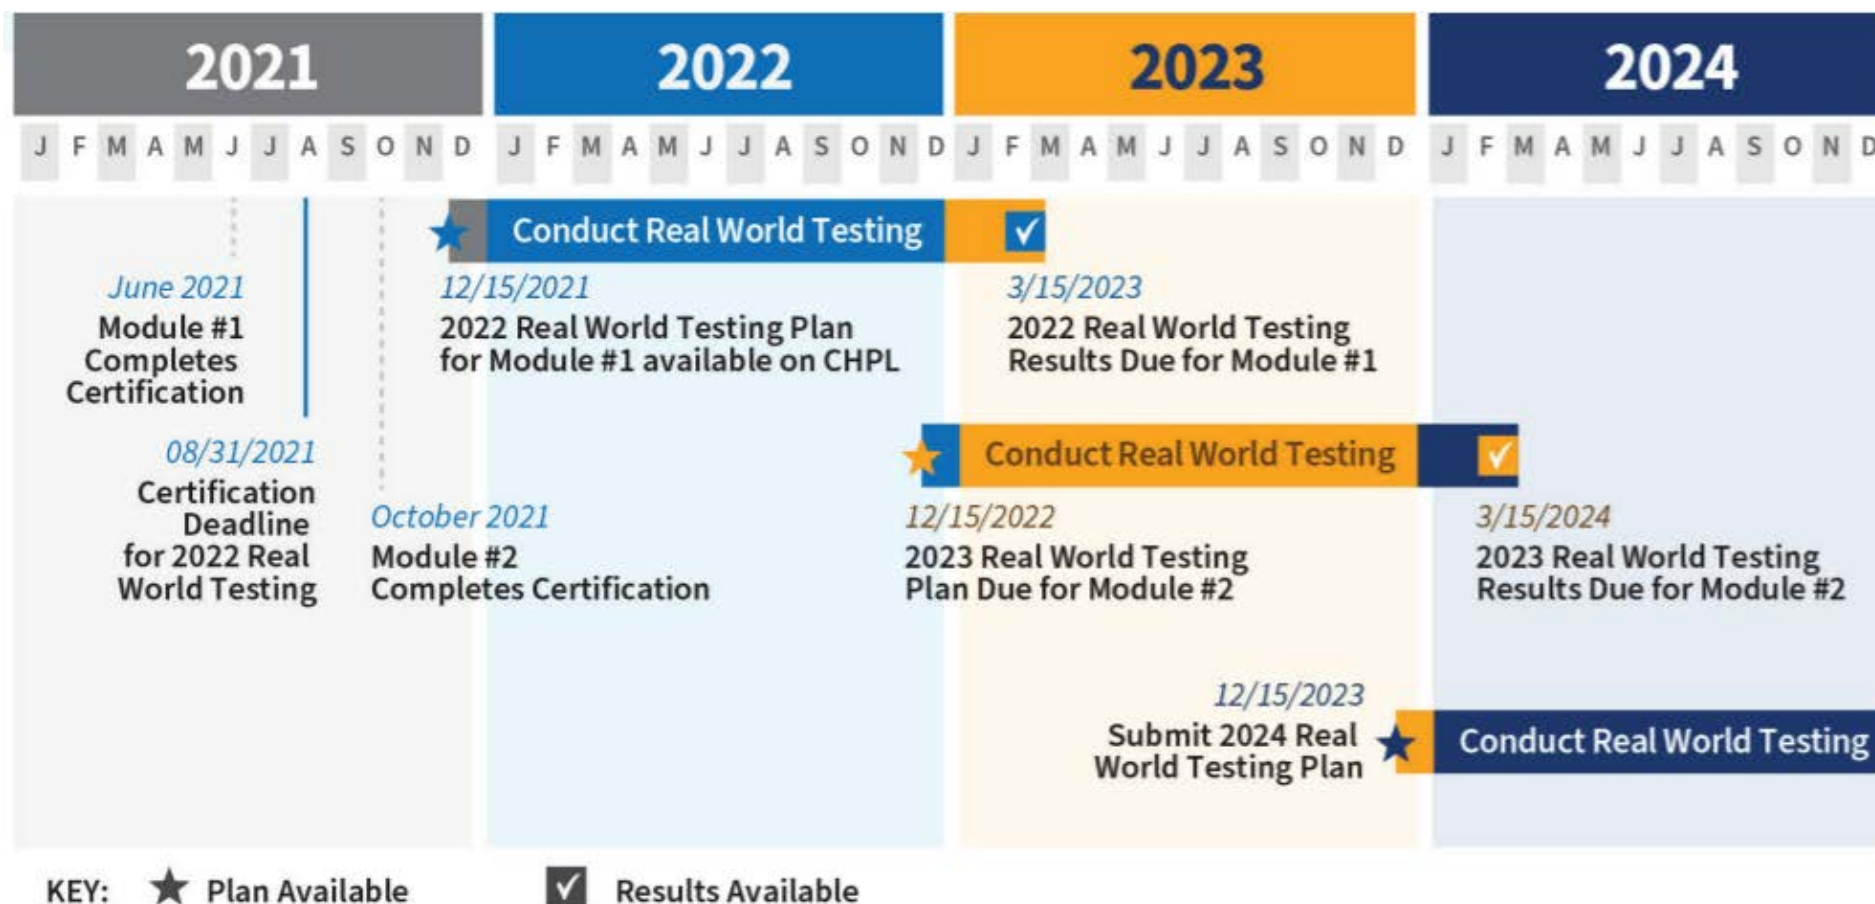 2021 2022 2023 2024
J F M A M J J A S O N D J F M A M J J A S O N D J F M A M J J A S O N D J F M A M J J A S O N D
Conduct Real World Testing
June 2021
Module #1
Completes
Certification
12/15/2021
2022 Real World Testing Plan
for Module #1 available on CHPL
3/15/2023
2022 Real World Testing
Results Due for Module #1
08/31/2021
Certification
Deadline
for 2022 Real
World Testing
October 2021
Module #2
Completes Certification
Conduct Real World Testing
12/15/2022
2023 Real World Testing
Plan Due for Module #2
3/15/2024
2023 Real World Testing
Results Due for Module #2
12/15/2023
Submit 2024 Real
World Testing Plan
Conduct Real World Testing
KEY: Plan Available Results Available